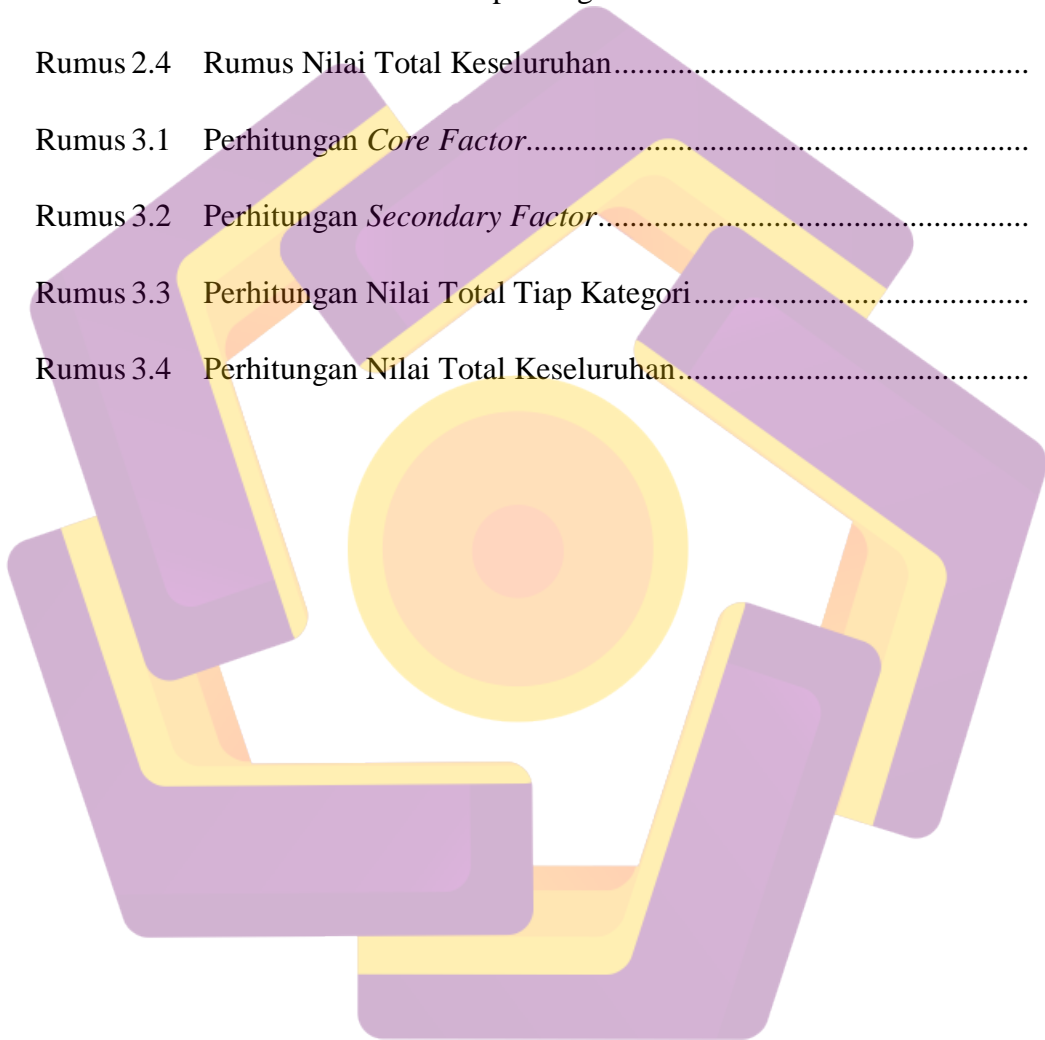 Rumus 2.4 Rumus Nilai Total Keseluruhan.....................................................
Rumus 3.1 Perhitungan Core Factor................................................................
Rumus 3.2 Perhitungan Secondary Factor.......................................................
Rumus 3.3 Perhitungan Nilai Total Tiap Kategori...........................................
Rumus 3.4 Perhitungan Nilai Total Keseluruhan.............................................